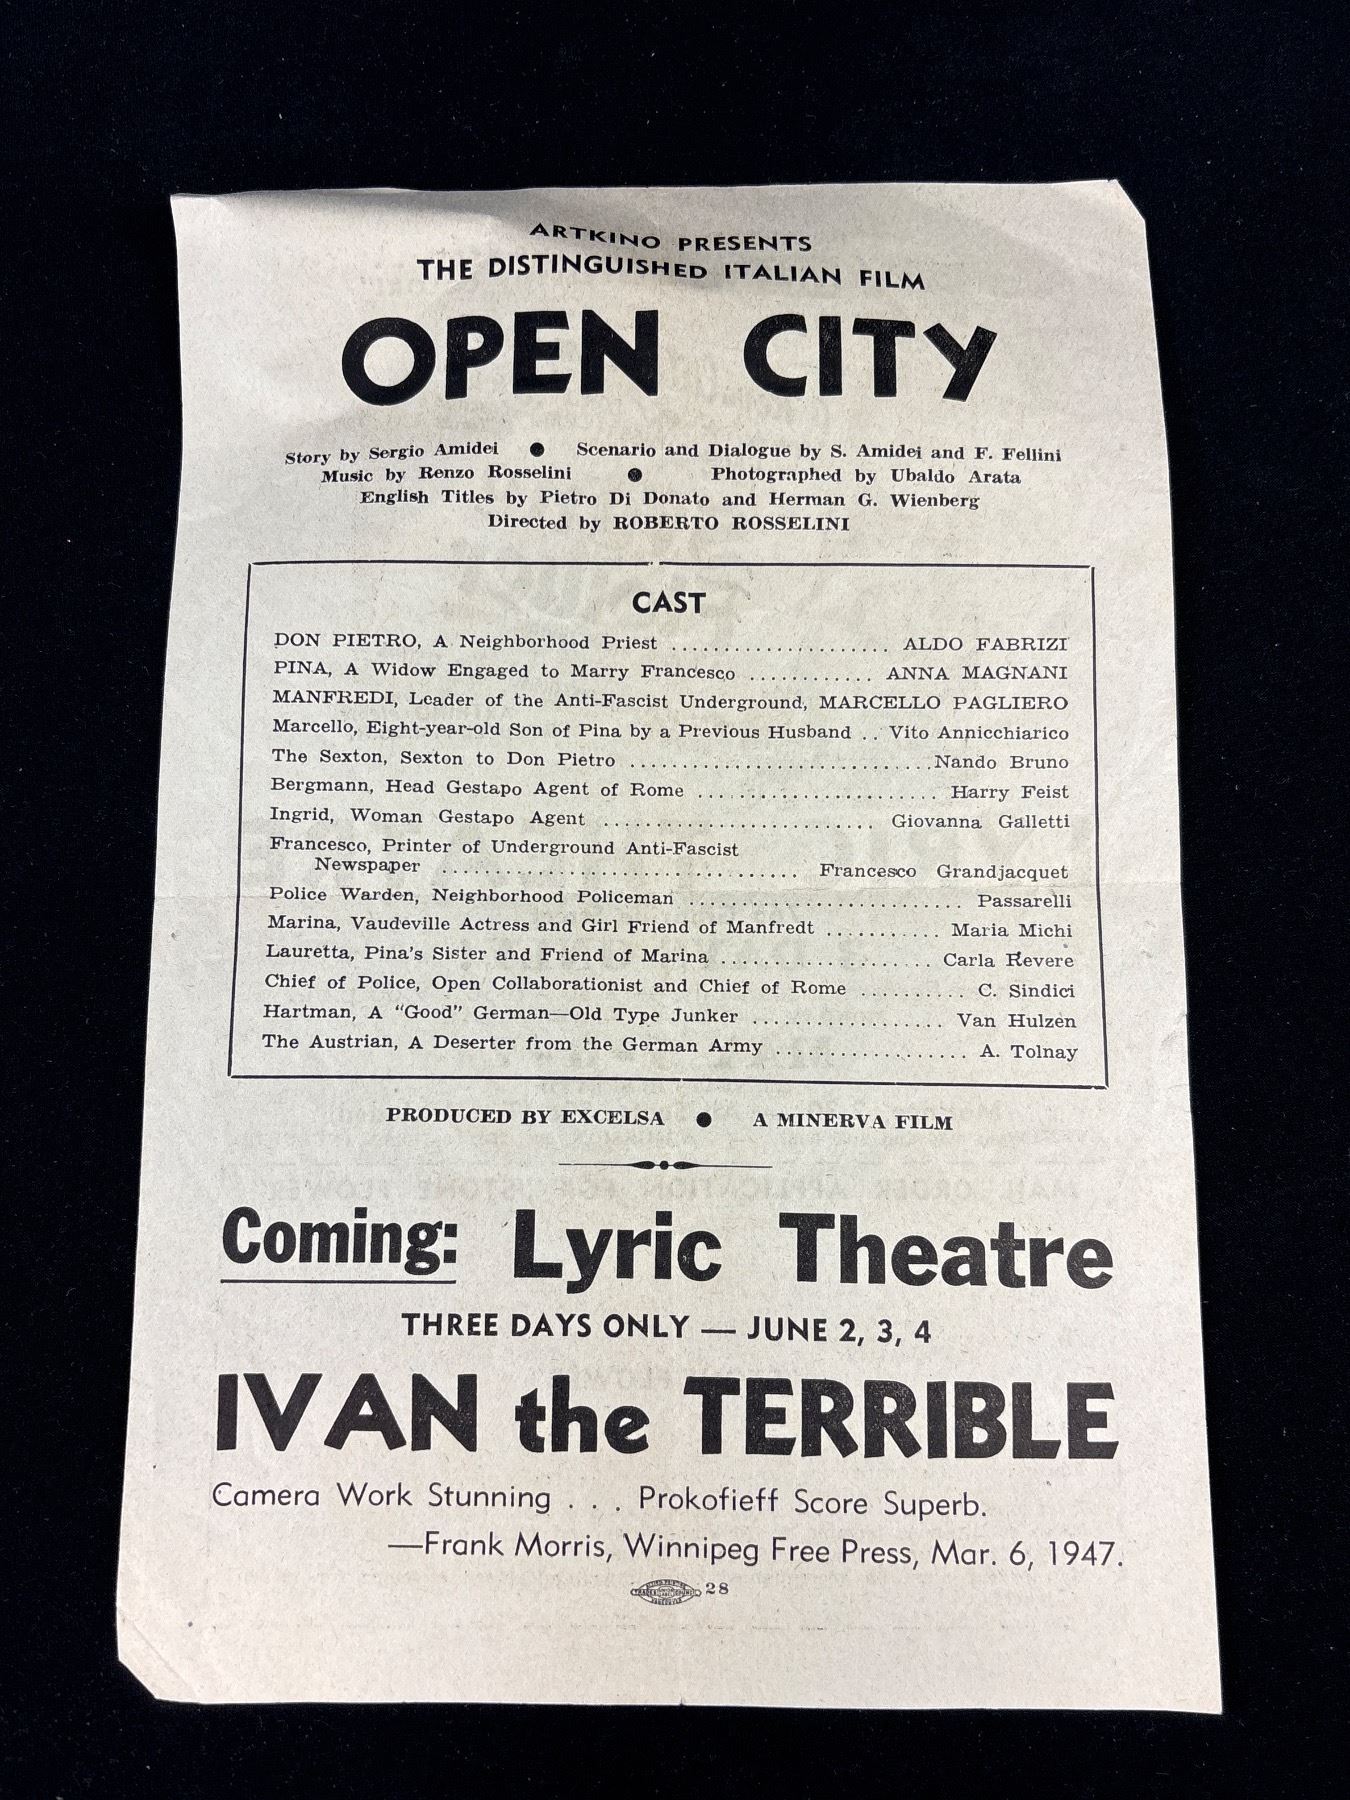 ARTKINO PRESENTS
THE DISTINGUISHED ITALIAN FILM
OPEN CITY
Story by Sergio Amidei ● Scenario and Dialogue by S. Amidei and F. Fellini
Music by Renzo Rosselini ● Photographed by Ubaldo Arata
English Titles by Pietro Di Donato and Herman G. Wienberg
Directed by ROBERTO ROSSELINI
CAST
DON PIETRO, A Neighborhood Priest .................... ALDO FABRIZI
PINA, A Widow Engaged to Marry Francesco ............ ANNA MAGNANI
MANFREDI, Leader of the Anti-Fascist Underground, MARCELLO PAGLIERO
Marcello, Eight-year-old Son of Pina by a Previous Husband .. Vito Annicchiarico
The Sexton, Sexton to Don Pietro .............................Nando Bruno
Bergmann, Head Gestapo Agent of Rome ....................... Harry Feist
Ingrid, Woman Gestapo Agent .......................... Giovanna Galletti
Francesco, Printer of Underground Anti-Fascist
Newspaper .................................. Francesco Grandjacquet
Police Warden, Neighborhood Policeman .......................... Passarelli
Marina, Vaudeville Actress and Girl Friend of Manfredt ........... Maria Michi
Lauretta, Pina's Sister and Friend of Marina .................... Carla Revere
Chief of Police, Open Collaborationist and Chief of Rome .......... C. Sindici
Hartman, A "Good" German—Old Type Junker ................... Van Hulzen
The Austrian, A Deserter from the German Army ................... A. Tolnay
PRODUCED BY EXCELSA ● A MINERVA FILM
Coming: Lyric Theatre
THREE DAYS ONLY — JUNE 2, 3, 4
IVAN the TERRIBLE
Camera Work Stunning . . . Prokofieff Score Superb.
—Frank Morris, Winnipeg Free Press, Mar. 6, 1947.
28